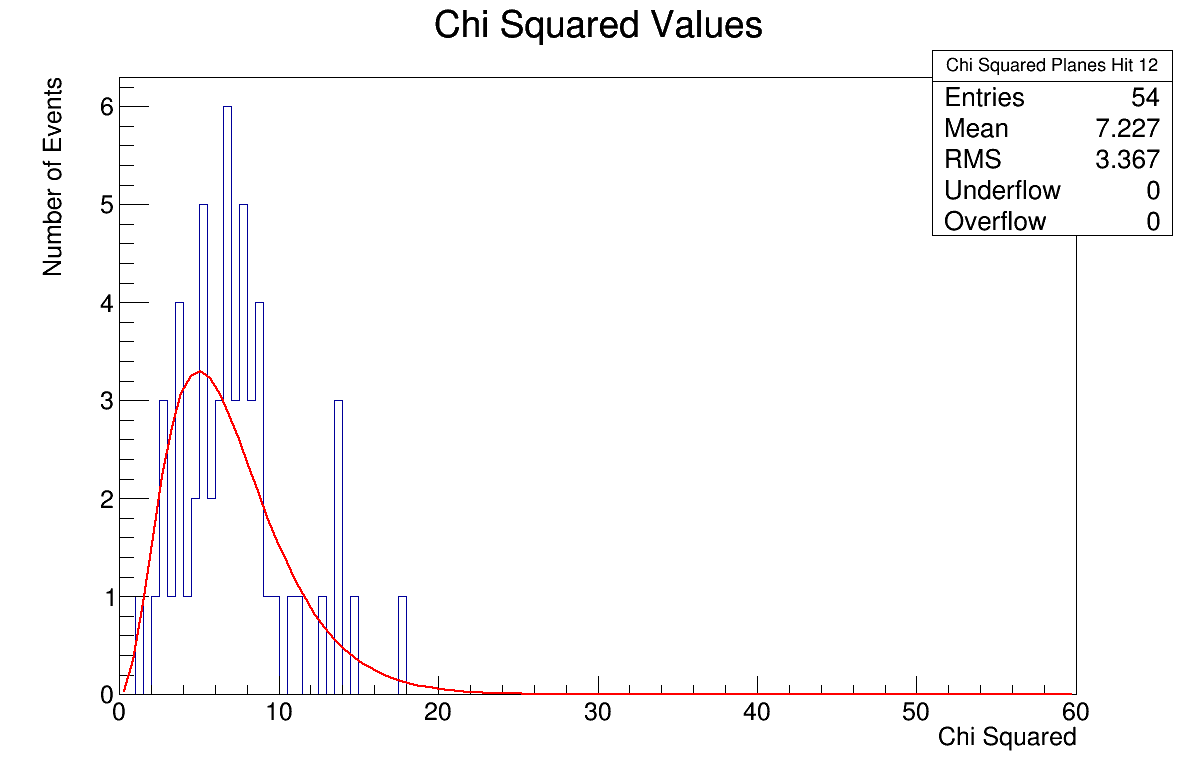 Chi Squared Values
Chi Squared Planes Hit 12
Entries 54
Mean 7.227
RMS 3.367
Underflow 0
Overflow 0
Number of Events
6
5
4
3
2
1
0
0 10 20 30 40 50 60
Chi Squared